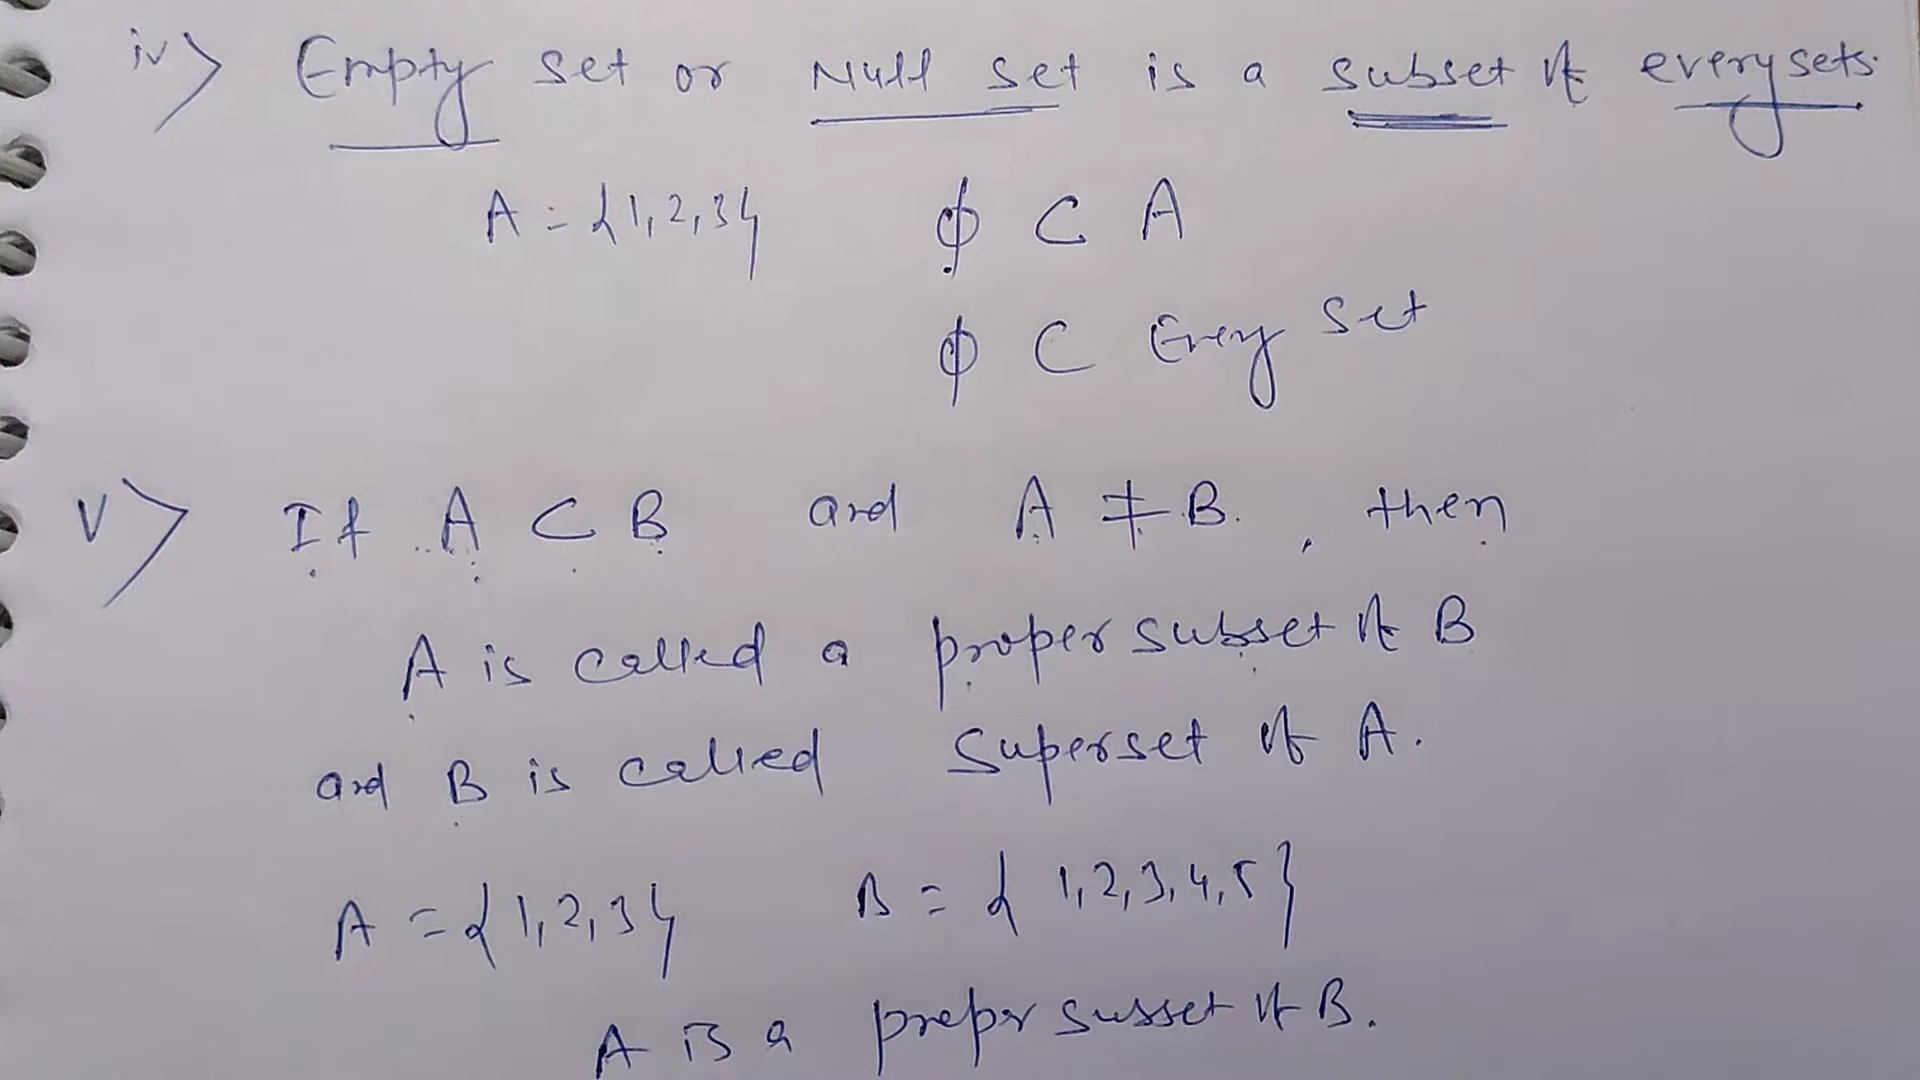 iv> Empty set or Null set is a subset of every sets.
A = {1,2,3} ϕ ⊂ A
ϕ ⊂ Every set
v> If A ⊂ B and A ≠ B. , then
A is called a proper subset of B
and B is called Superset of A.
A = {1,2,3} B = {1,2,3,4,5}
A is a proper susset of B.